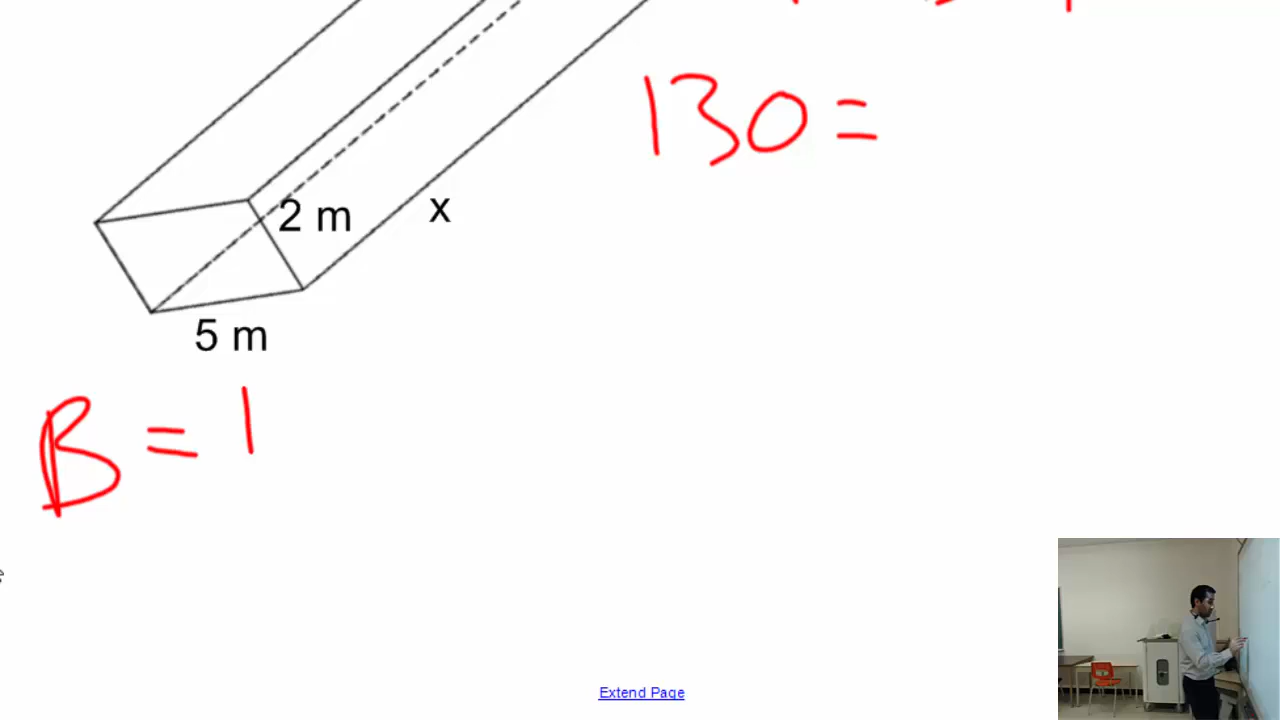 130 =
2 m
x
5 m
B = 1
Extend Page